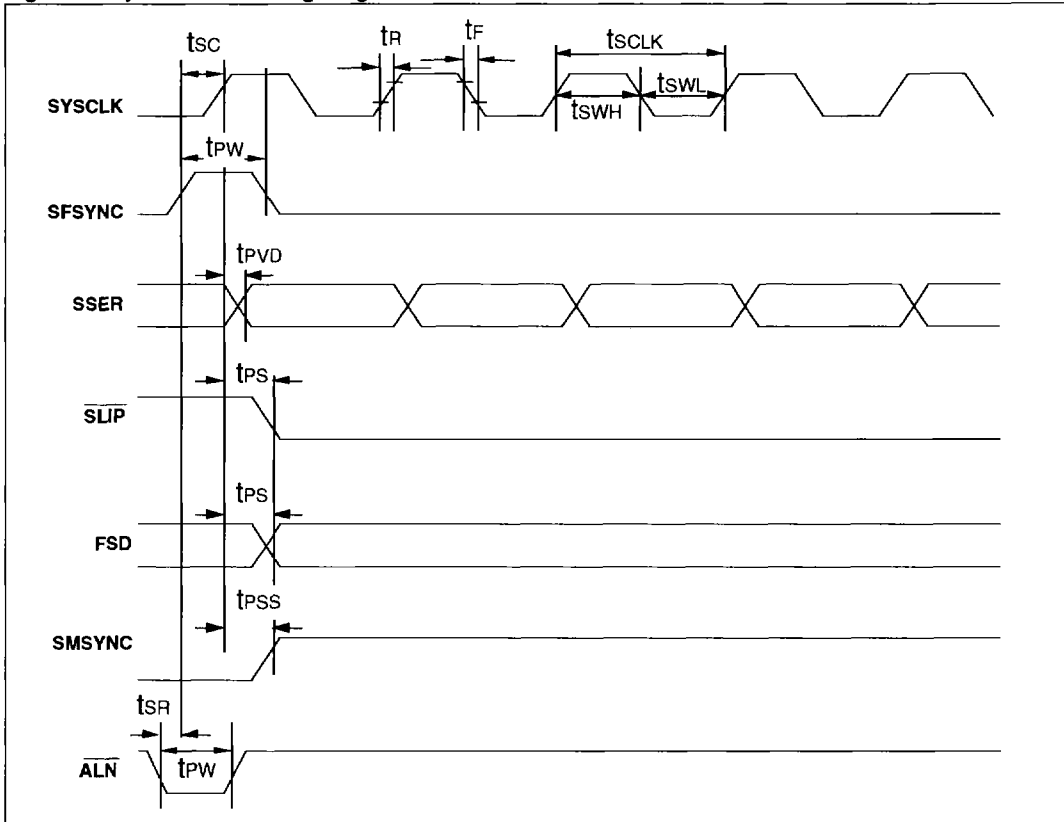 tSC
tR
tF
tSCLK
SYSCLK
tSWH
tSWL
tPW
SFSYNC
tPVD
SSER
tPS
SLIP
tPS
FSD
tPSS
SMSYNC
tSR
tPW
ALN